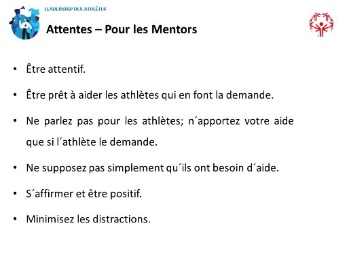 LEADERSHIP DES ATHLÈTES
Attentes – Pour les Mentors
• Être attentif.
• Être prêt à aider les athlètes qui en font la demande.
• Ne parlez pas pour les athlètes; n´apportez votre aide
que si l´athlète le demande.
• Ne supposez pas simplement qu´ils ont besoin d´aide.
• S´affirmer et être positif.
• Minimisez les distractions.